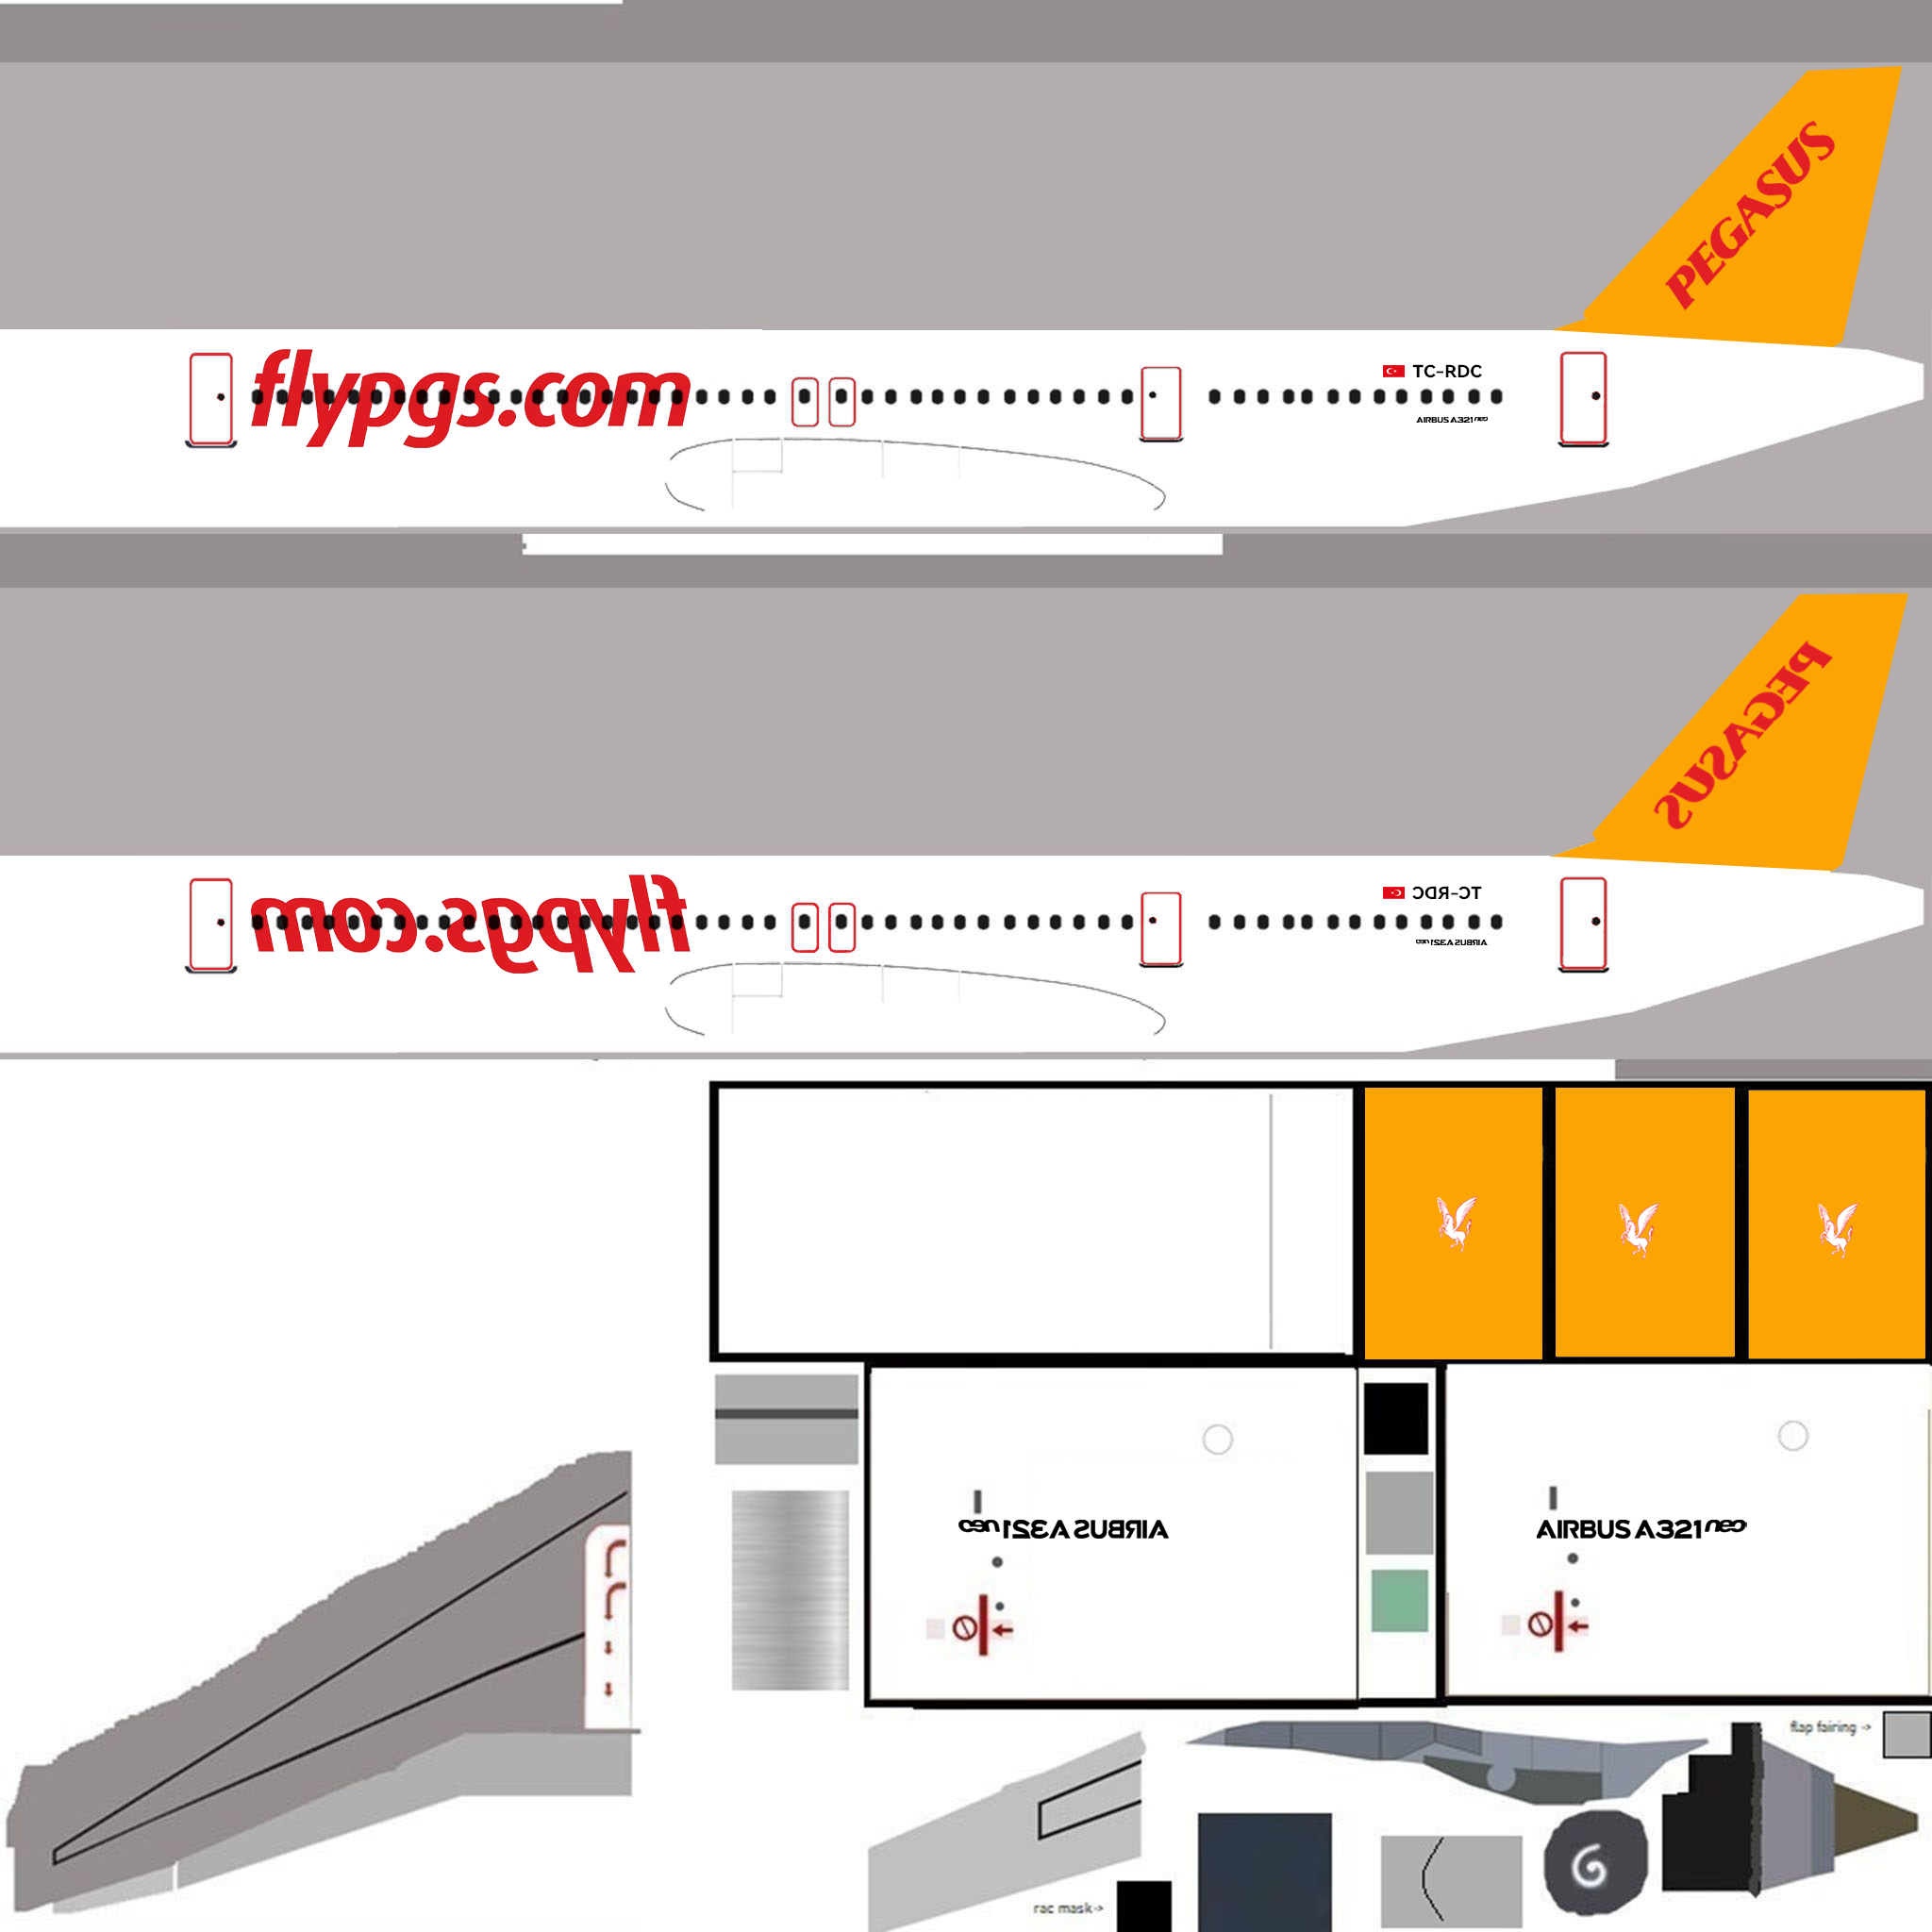 PEGASUS
flypgs.com
TC-RDC
AIRBUS A321neo
PEGASUS
flypgs.com
TC-RDC
AIRBUS A321neo
AIRBUS A321neo
AIRBUS A321neo
flap fairing ->
rac mask->